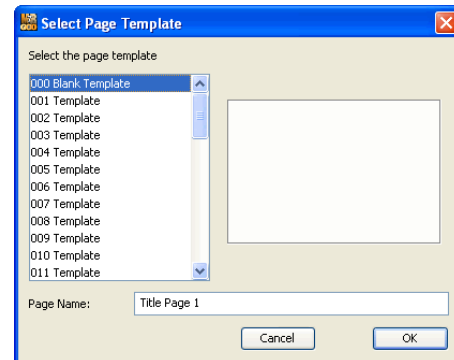 Select Page Template
Select the page template
000 Blank Template
001 Template
002 Template
003 Template
004 Template
005 Template
006 Template
007 Template
008 Template
009 Template
010 Template
011 Template
Page Name: Title Page 1
Cancel OK